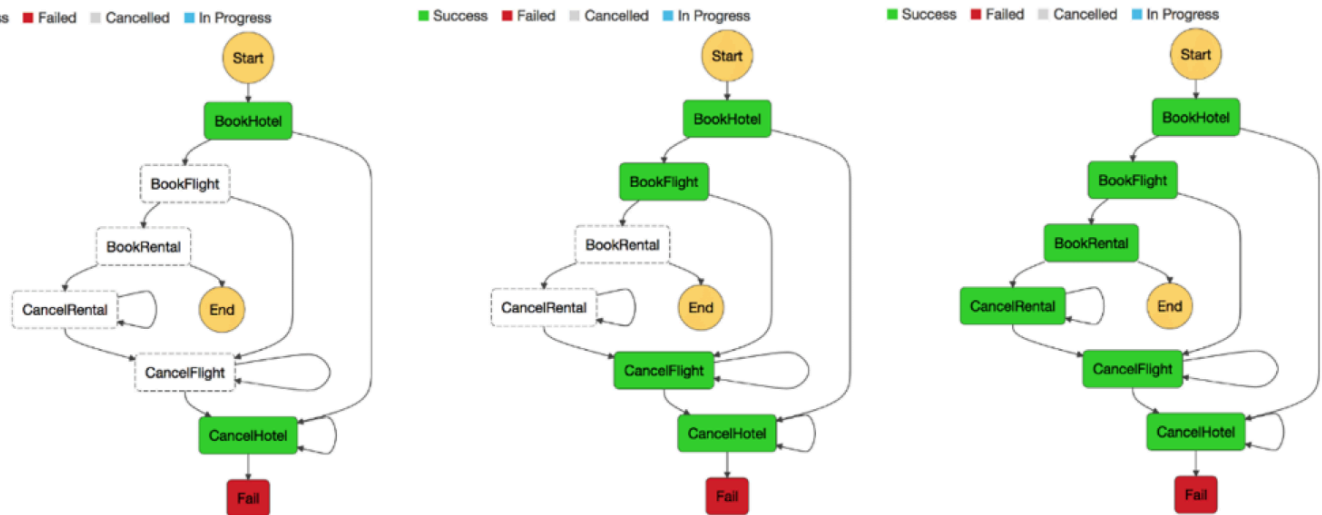 s Failed Cancelled In Progress
Start
BookHotel
BookFlight
BookRental
CancelRental
End
CancelFlight
CancelHotel
Fail
Success Failed Cancelled In Progress
Start
BookHotel
BookFlight
BookRental
CancelRental
End
CancelFlight
CancelHotel
Fail
Success Failed Cancelled In Progress
Start
BookHotel
BookFlight
BookRental
CancelRental
End
CancelFlight
CancelHotel
Fail